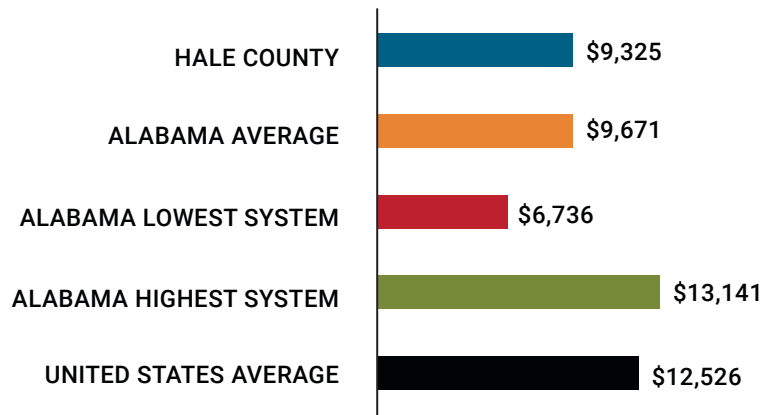 HALE COUNTY $9,325
ALABAMA AVERAGE $9,671
ALABAMA LOWEST SYSTEM $6,736
ALABAMA HIGHEST SYSTEM $13,141
UNITED STATES AVERAGE $12,526